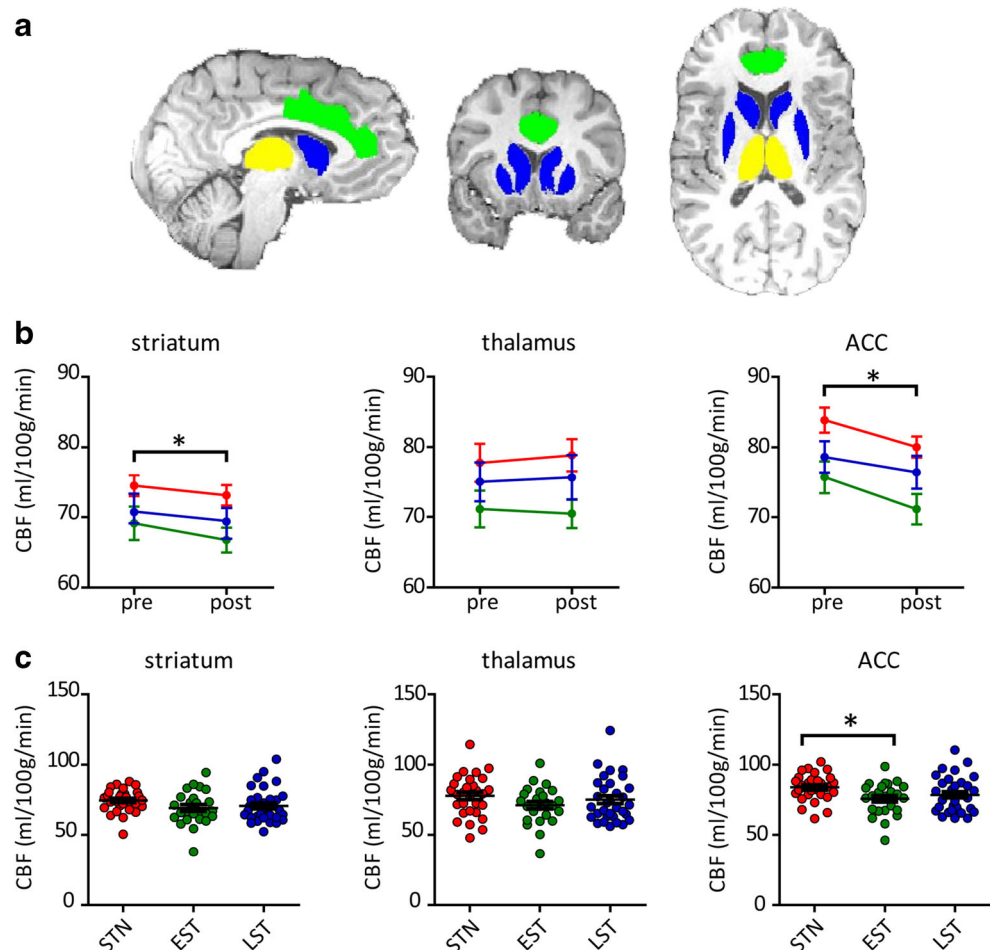 a
b
striatum
thalamus
ACC
CBF (ml/100g/min)
90
80
70
60
*
pre
post
CBF (ml/100g/min)
90
80
70
60
pre
post
CBF (ml/100g/min)
90
80
70
60
*
pre
post
c
striatum
thalamus
ACC
CBF (ml/100g/min)
150
100
50
0
STN
EST
LST
CBF (ml/100g/min)
150
100
50
0
STN
EST
LST
CBF (ml/100g/min)
150
100
50
0
*
STN
EST
LST